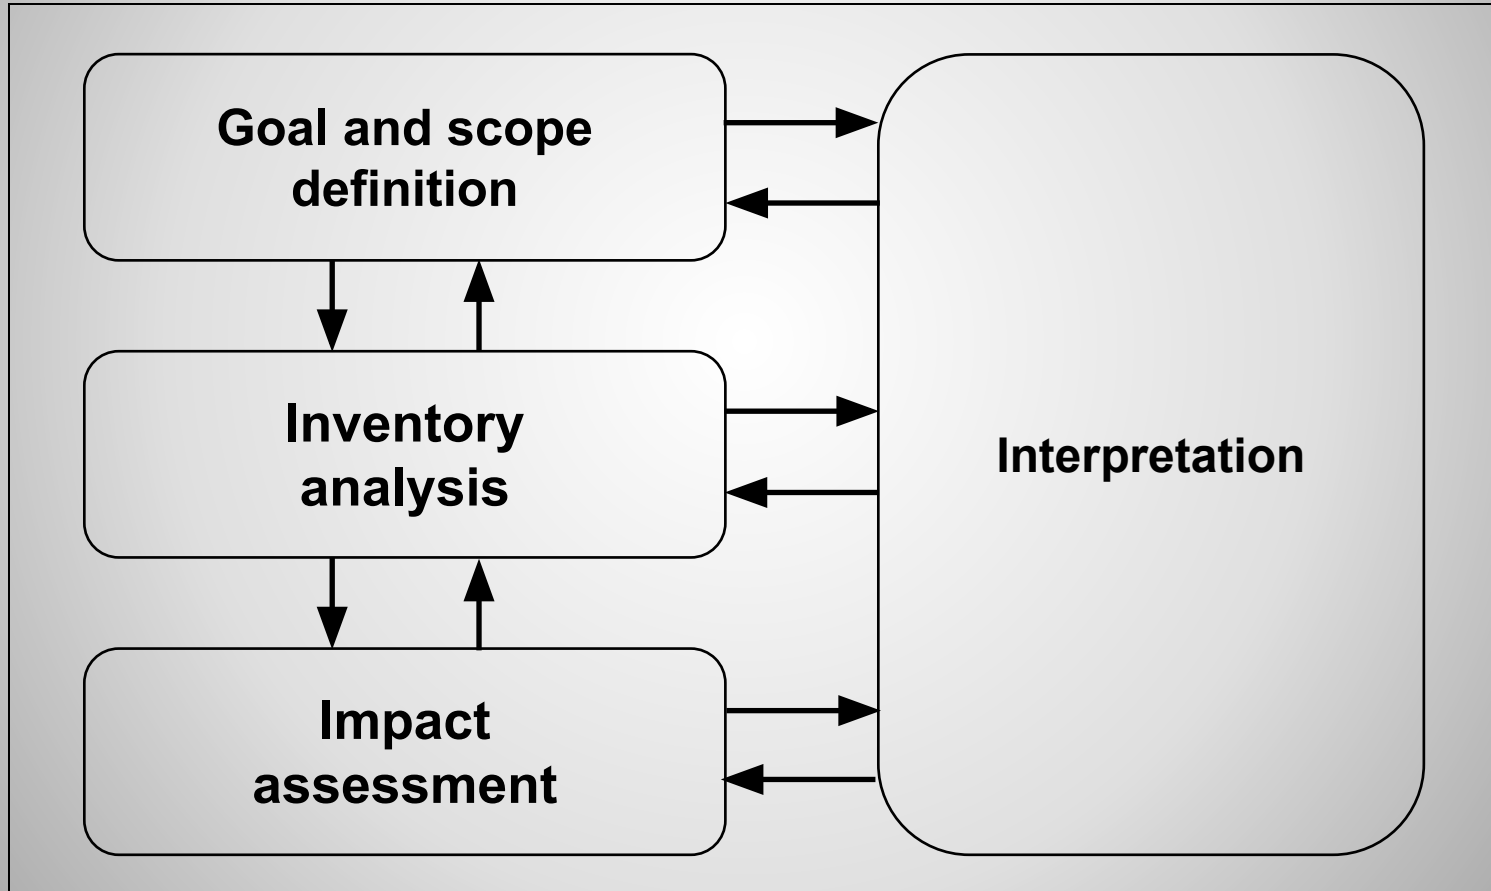 Goal and scope
definition
Inventory
analysis
Interpretation
Impact
assessment